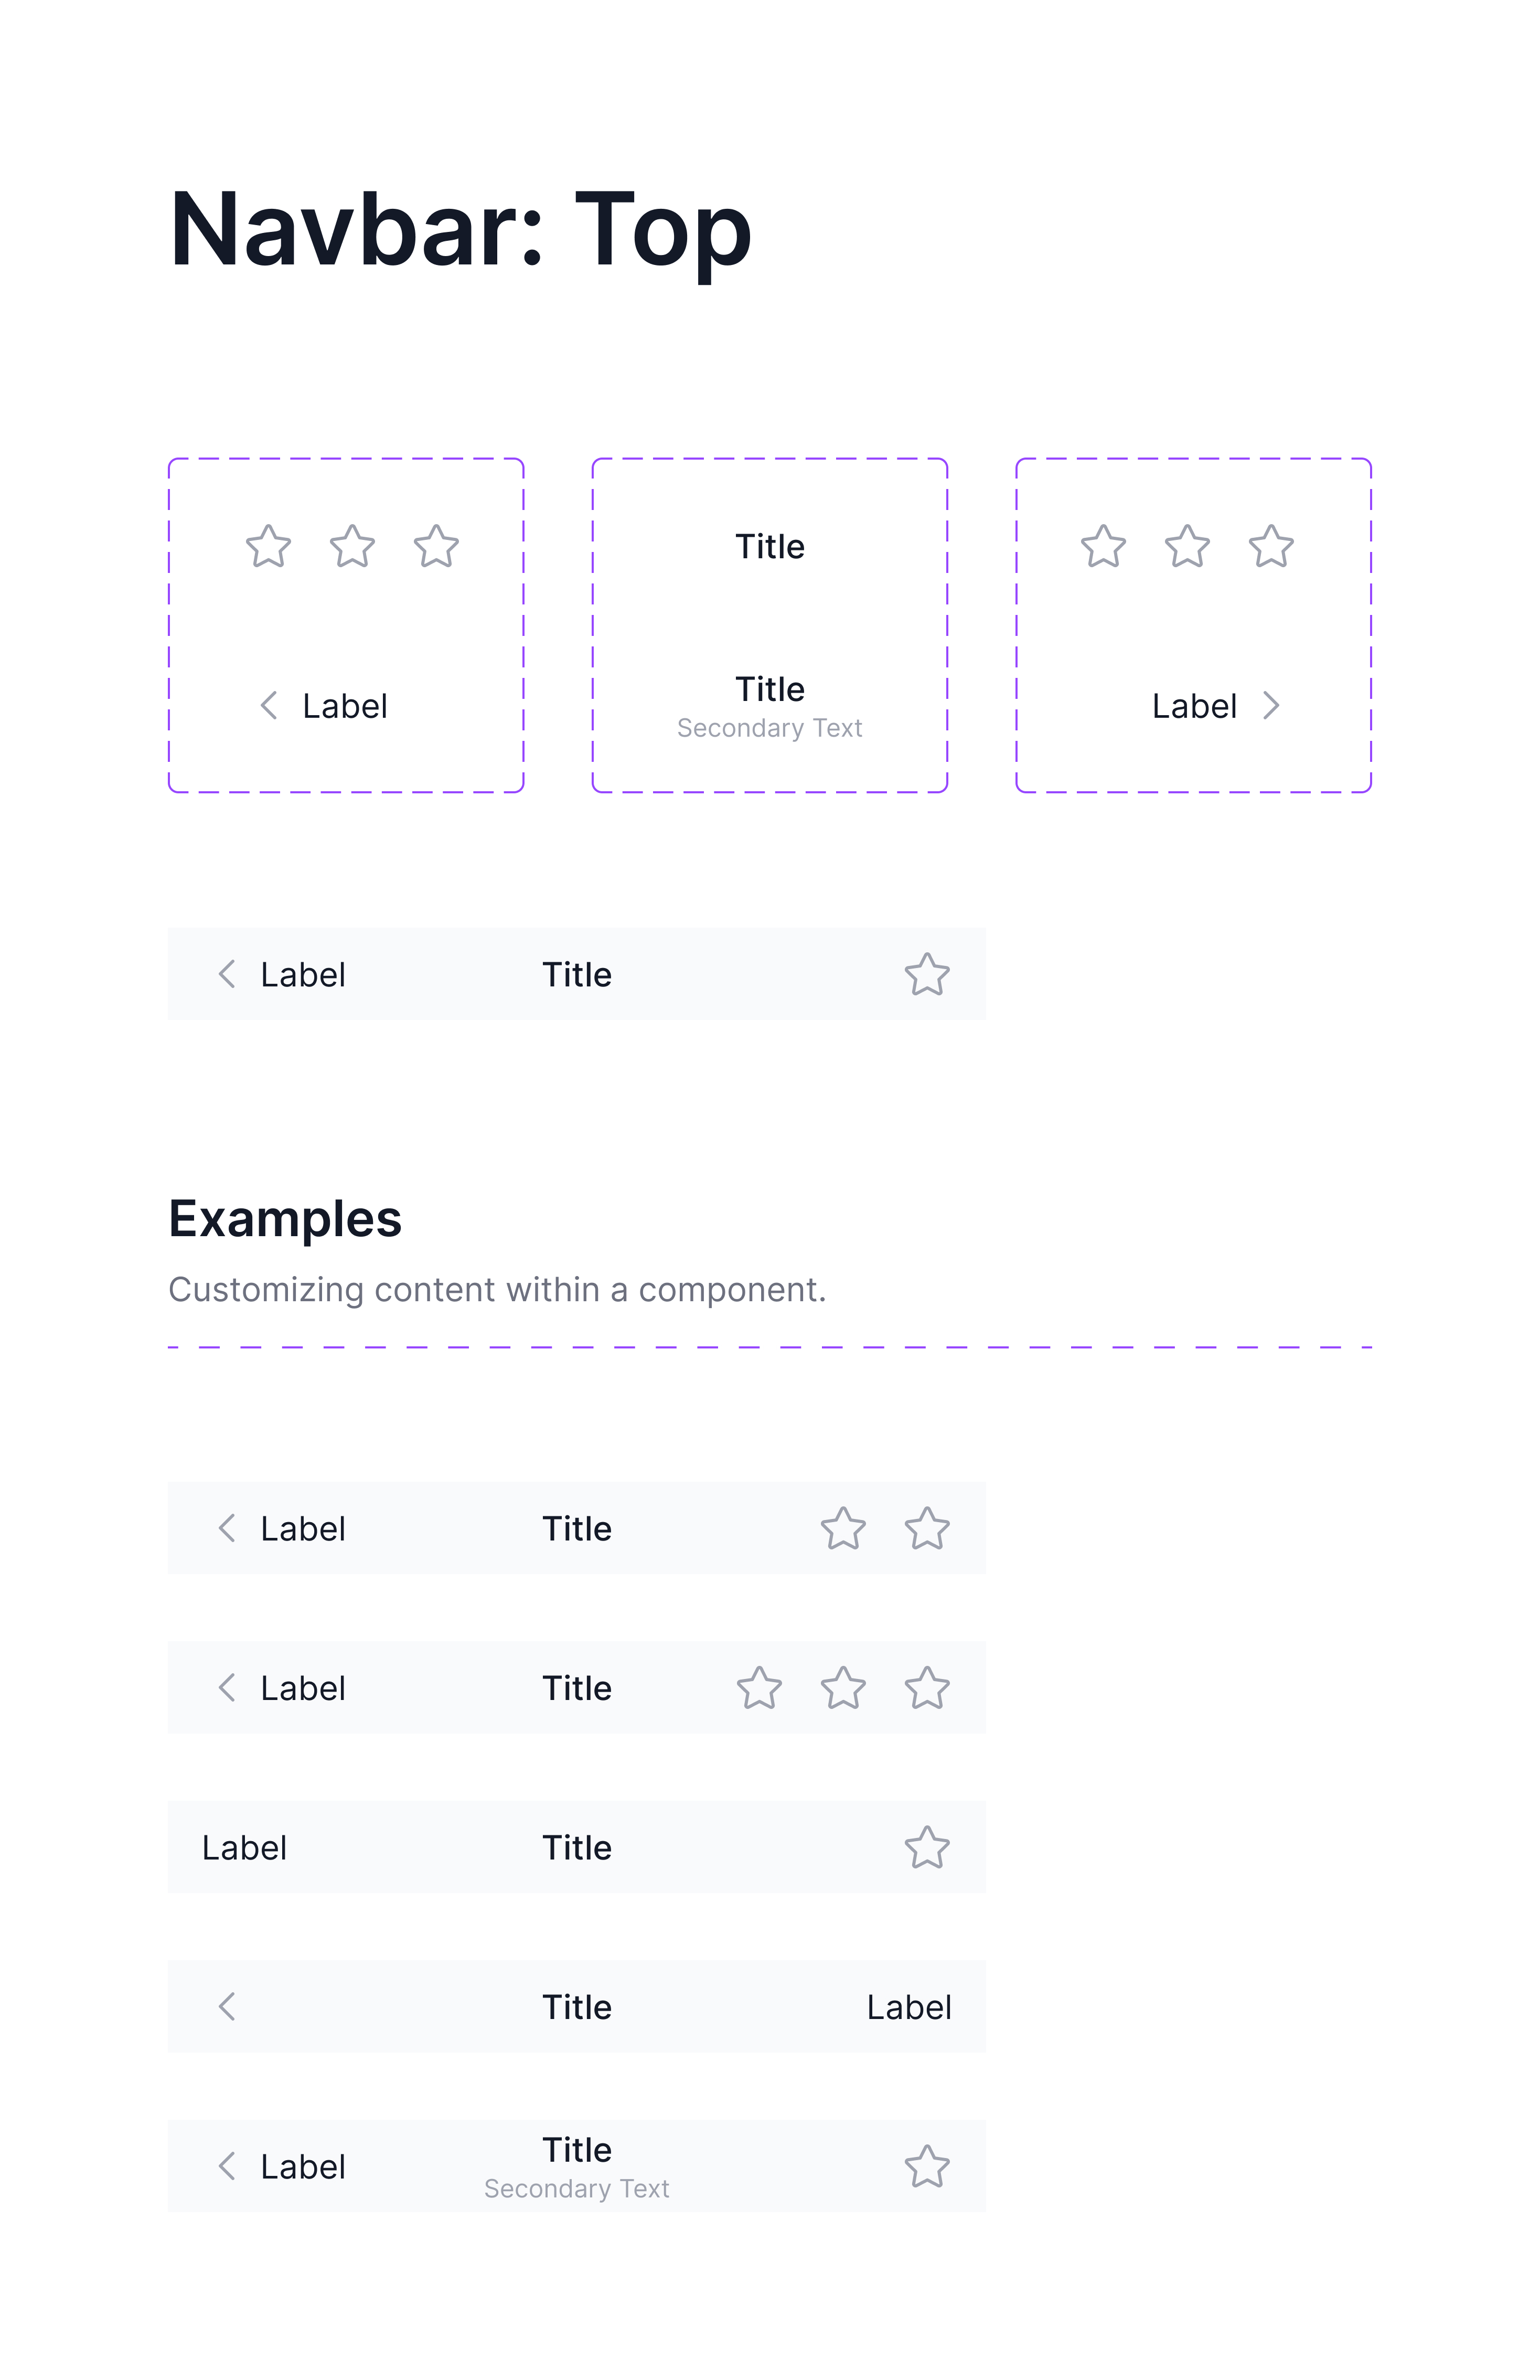 Navbar: Top
Title
Label
Title
Secondary Text
Label
Label Title
Examples
Customizing content within a component.
Label Title
Label Title
Label Title
Title Label
Label Title
Secondary Text